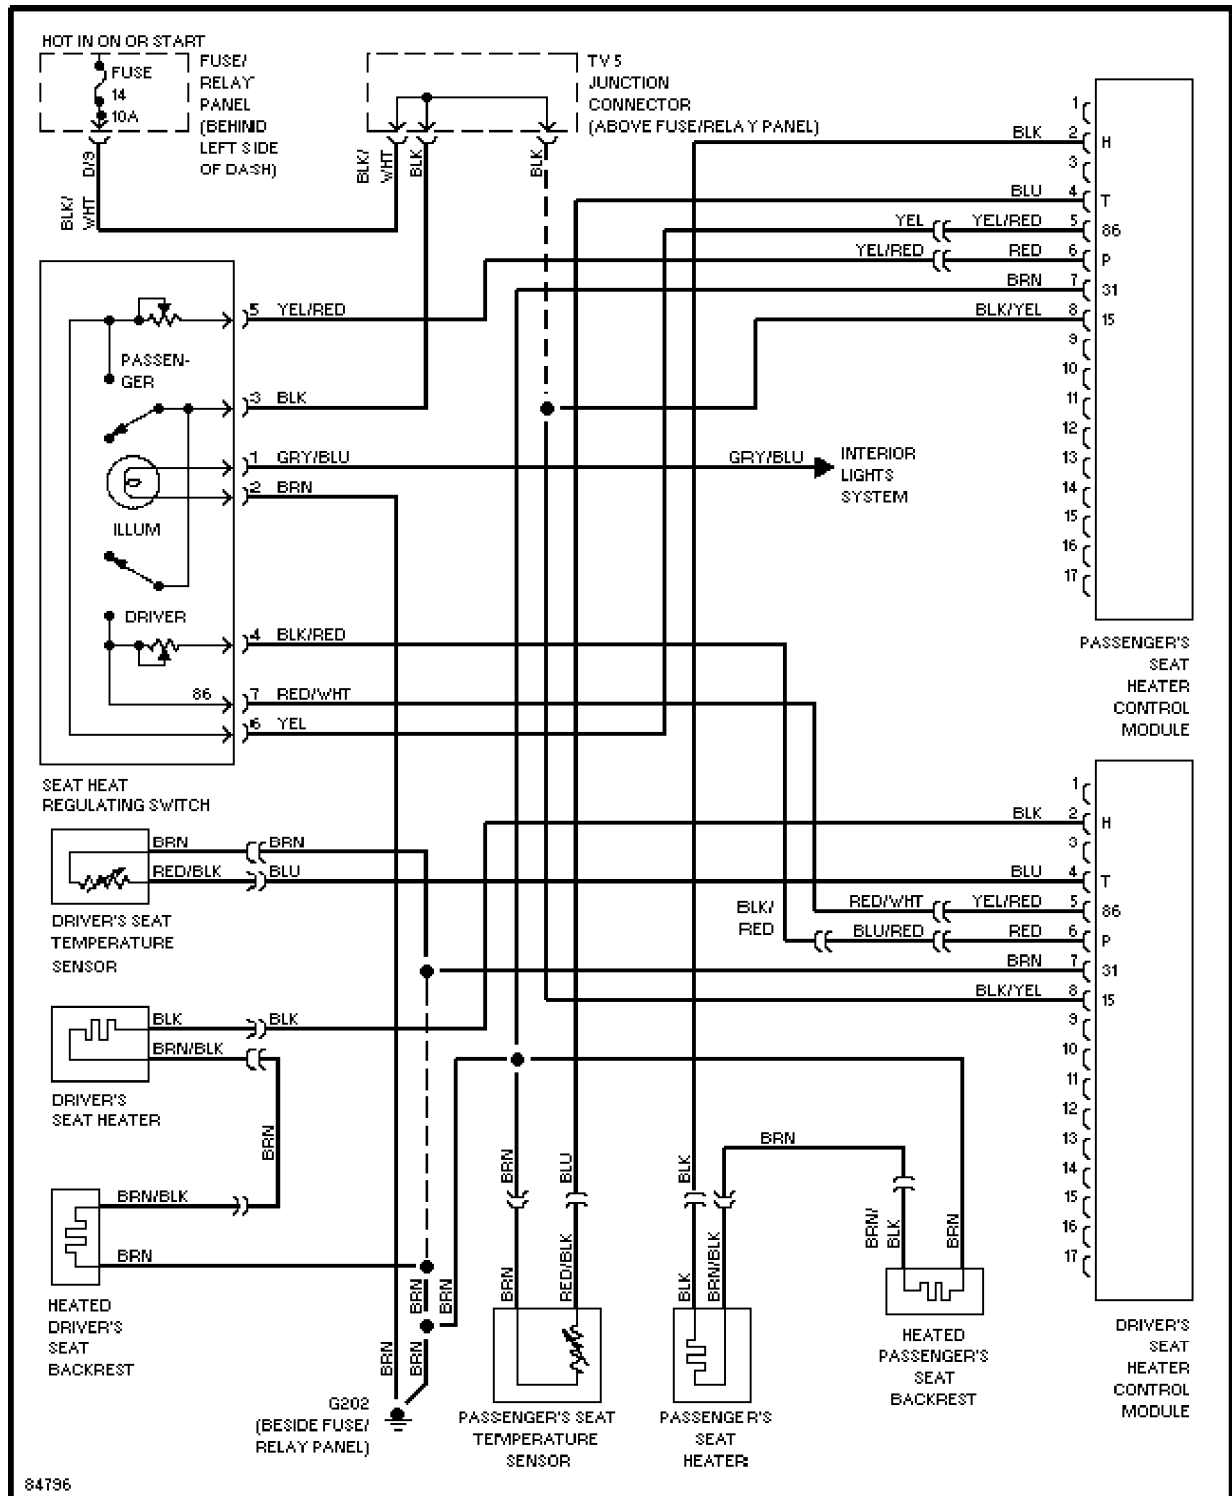 HOT IN ON OR START
FUSE
14
10A
FUSE/
RELAY
PANEL
(BEHIND
LEFT SIDE
OF DASH)
D/9
BLK/
WHT
TV 5
JUNCTION
CONNECTOR
(ABOVE FUSE/RELAY PANEL)
BLK/
WHT
BLK
BLK
1
BLK 2 H
3
BLU 4 T
YEL YEL/RED 5 86
YEL/RED RED 6 P
BRN 7 31
BLK/YEL 8 15
9
10
11
12
13
14
15
16
17
PASSENGER'S
SEAT
HEATER
CONTROL
MODULE
5 YEL/RED
PASSEN-
GER
3 BLK
1 GRY/BLU
GRY/BLU
INTERIOR
LIGHTS
SYSTEM
2 BRN
ILLUM
DRIVER
4 BLK/RED
86 7 RED/WHT
6 YEL
SEAT HEAT
REGULATING SWITCH
1
BLK 2 H
3
BLU 4 T
BLK/
RED
RED/WHT YEL/RED 5 86
BLU/RED RED 6 P
BRN 7 31
BLK/YEL 8 15
9
10
11
12
13
14
15
16
17
DRIVER'S
SEAT
HEATER
CONTROL
MODULE
BRN BRN
RED/BLK BLU
DRIVER'S SEAT
TEMPERATURE
SENSOR
BLK BLK
BRN/BLK
DRIVER'S
SEAT HEATER
BRN
BRN/BLK
BRN
HEATED
DRIVER'S
SEAT
BACKREST
BRN
BRN
BRN
BRN
G202
(BESIDE FUSE/
RELAY PANEL)
BRN
BLU
BRN
RED/BLK
PASSENGER'S SEAT
TEMPERATURE
SENSOR
BLK
BRN
BLK
BRN/BLK
PASSENGER'S
SEAT
HEATER
BRN/
BLK
BRN
HEATED
PASSENGER'S
SEAT
BACKREST
84796